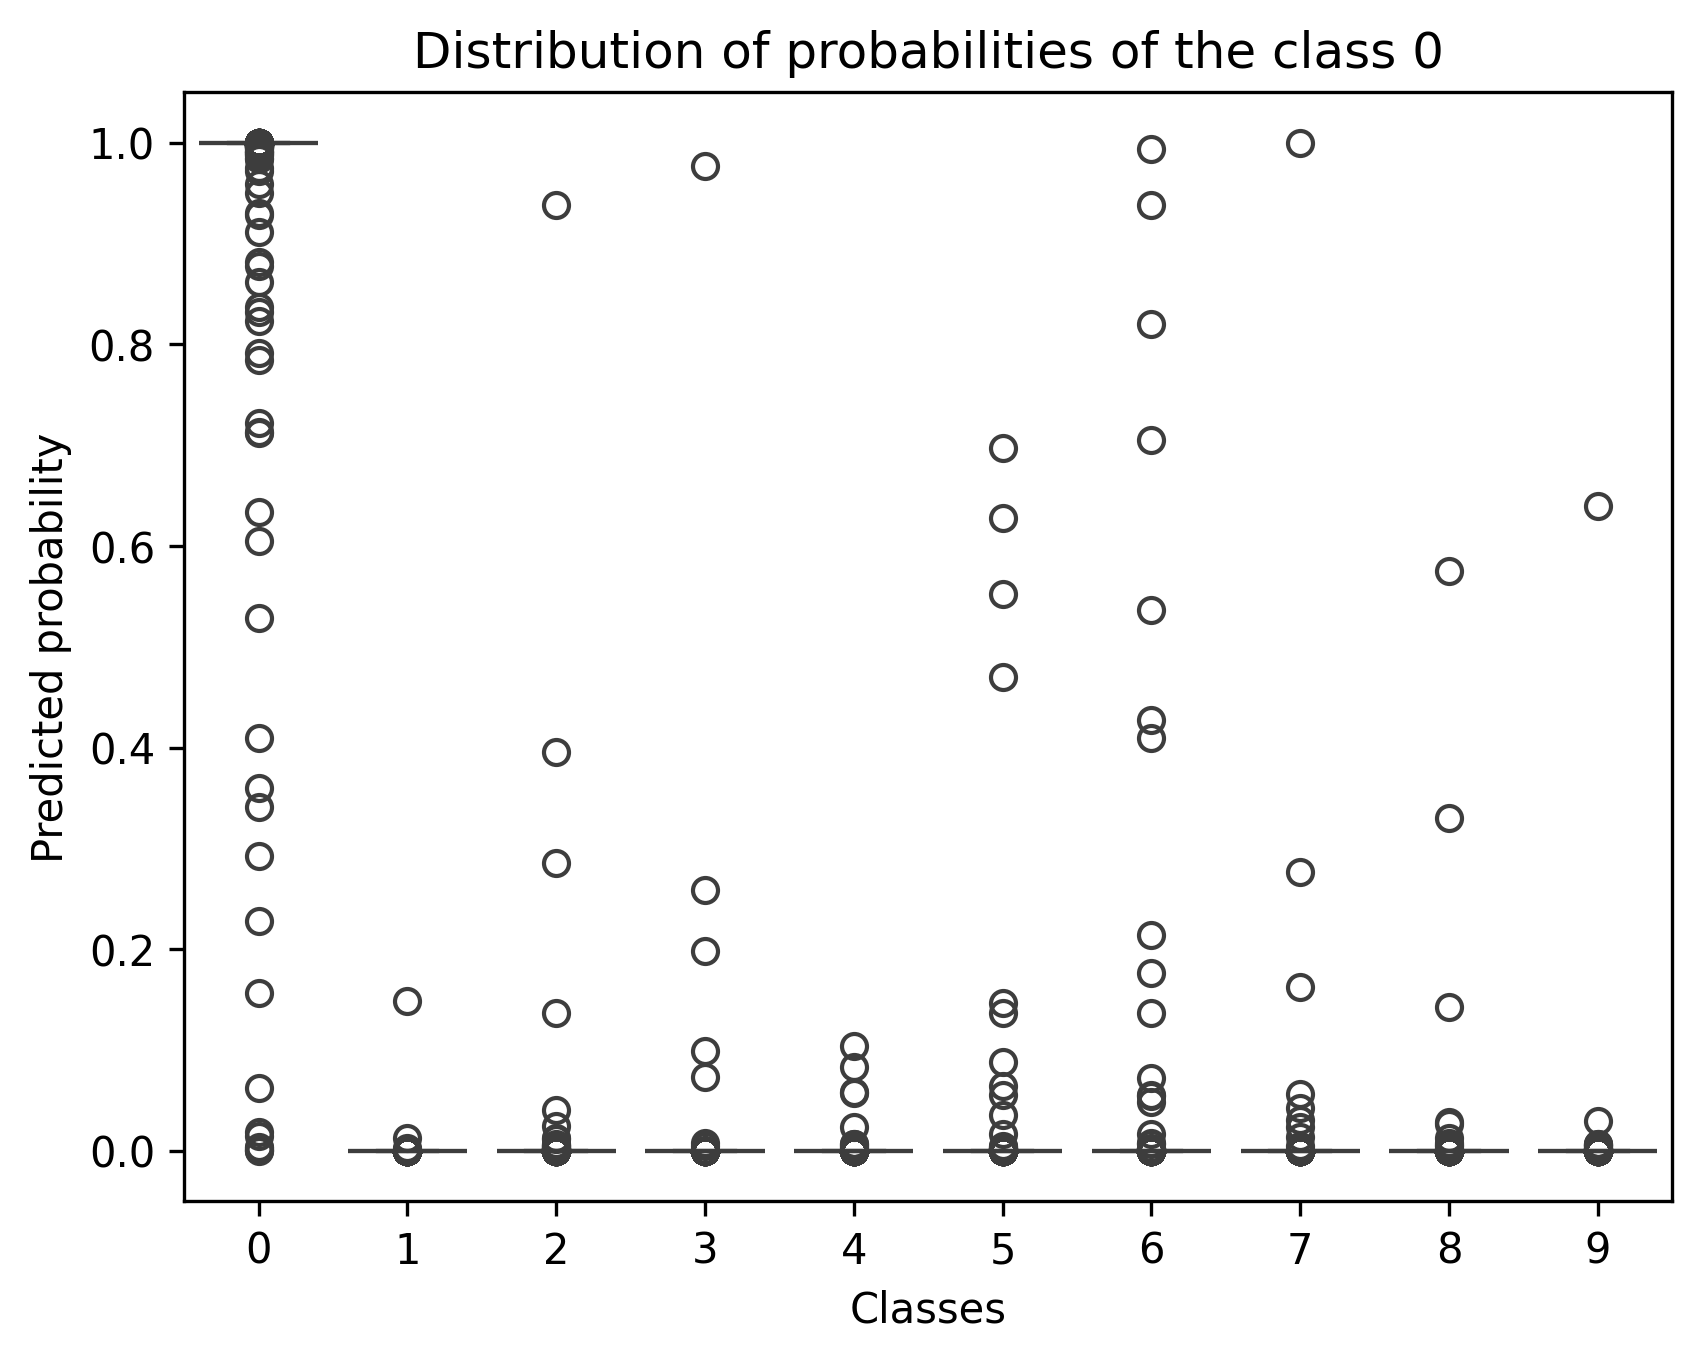 Distribution of probabilities of the class 0
Predicted probability
1.0
0.8
0.6
0.4
0.2
0.0
0 1 2 3 4 5 6 7 8 9
Classes